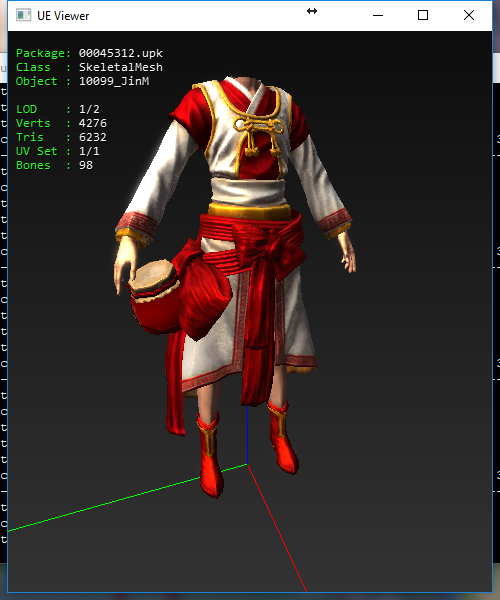 UE Viewer
Package: 00045312.upk
Class  : SkeletalMesh
Object : 10099_JinM
LOD    : 1/2
Verts  : 4276
Tris   : 6232
UV Set : 1/1
Bones  : 98